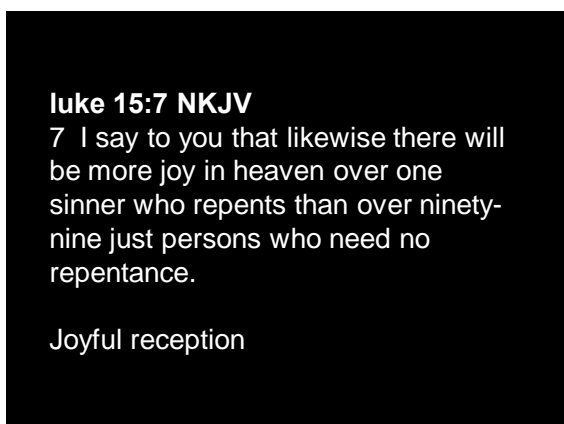 luke 15:7 NKJV
7  I say to you that likewise there will
be more joy in heaven over one
sinner who repents than over ninety-
nine just persons who need no
repentance.
Joyful reception